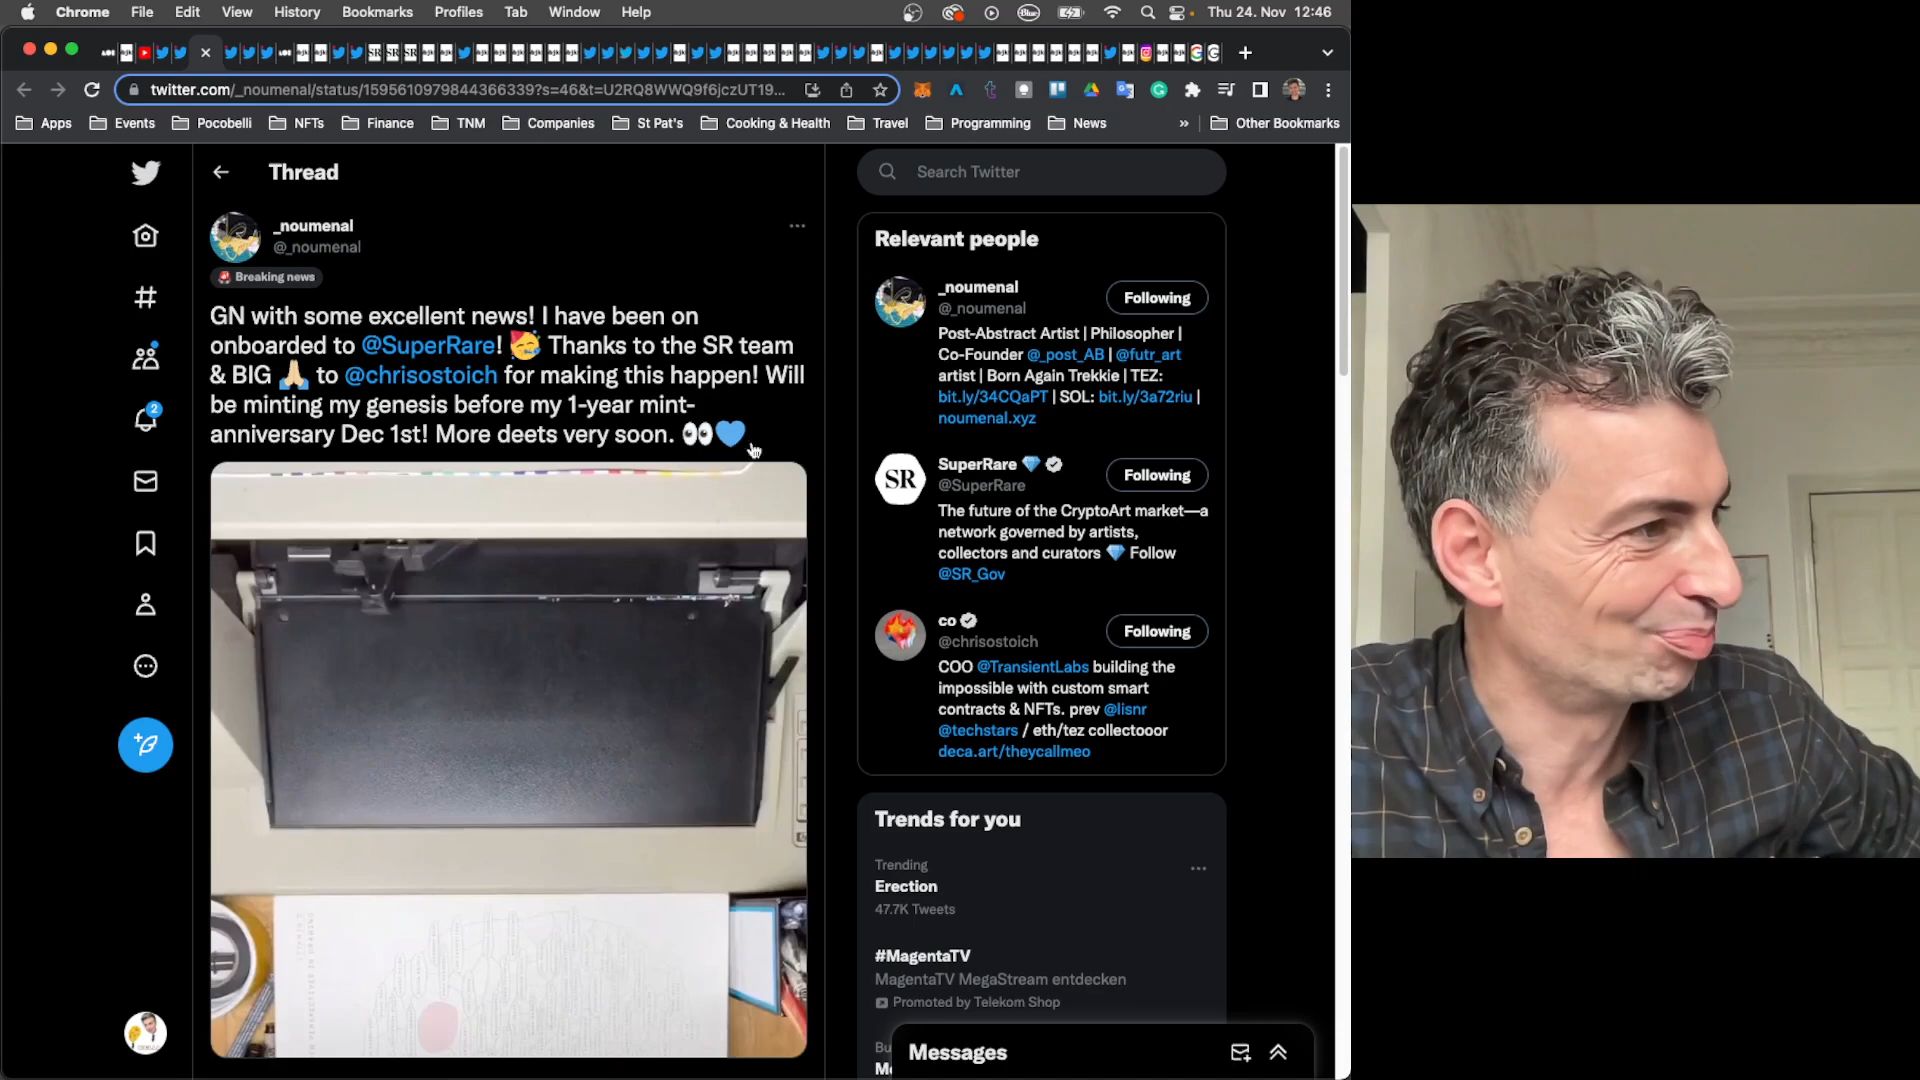 Chrome File Edit View History Bookmarks Profiles Tab Window Help Thu 24. Nov 12:46
twitter.com/_noumenal/status/1595610979844366339?s=46&t=U2RQ8WWQ9f6jczUT19...
Apps Events Pocobelli NFTs Finance TNM Companies St Pat's Cooking & Health Travel Programming News » Other Bookmarks
Thread
_noumenal
@_noumenal
Breaking news
GN with some excellent news! I have been on
onboarded to @SuperRare! 🥳 Thanks to the SR team
& BIG 🙏🏼 to @chrisostoich for making this happen! Will
be minting my genesis before my 1-year mint-
anniversary Dec 1st! More deets very soon. 👀💙
2
Search Twitter
Relevant people
_noumenal
@_noumenal
Following
Post-Abstract Artist | Philosopher |
Co-Founder @_post_AB | @futr_art
artist | Born Again Trekkie | TEZ:
bit.ly/34CQaPT | SOL: bit.ly/3a72riu |
noumenal.xyz
SR
SuperRare 💎
@SuperRare
Following
The future of the CryptoArt market—a
network governed by artists,
collectors and curators 💎 Follow
@SR_Gov
co
@chrisostoich
Following
COO @TransientLabs building the
impossible with custom smart
contracts & NFTs. prev @lisnr
@techstars / eth/tez collectooor
deca.art/theycallmeo
Trends for you
Trending
Erection
47.7K Tweets
#MagentaTV
MagentaTV MegaStream entdecken
Promoted by Telekom Shop
Messages